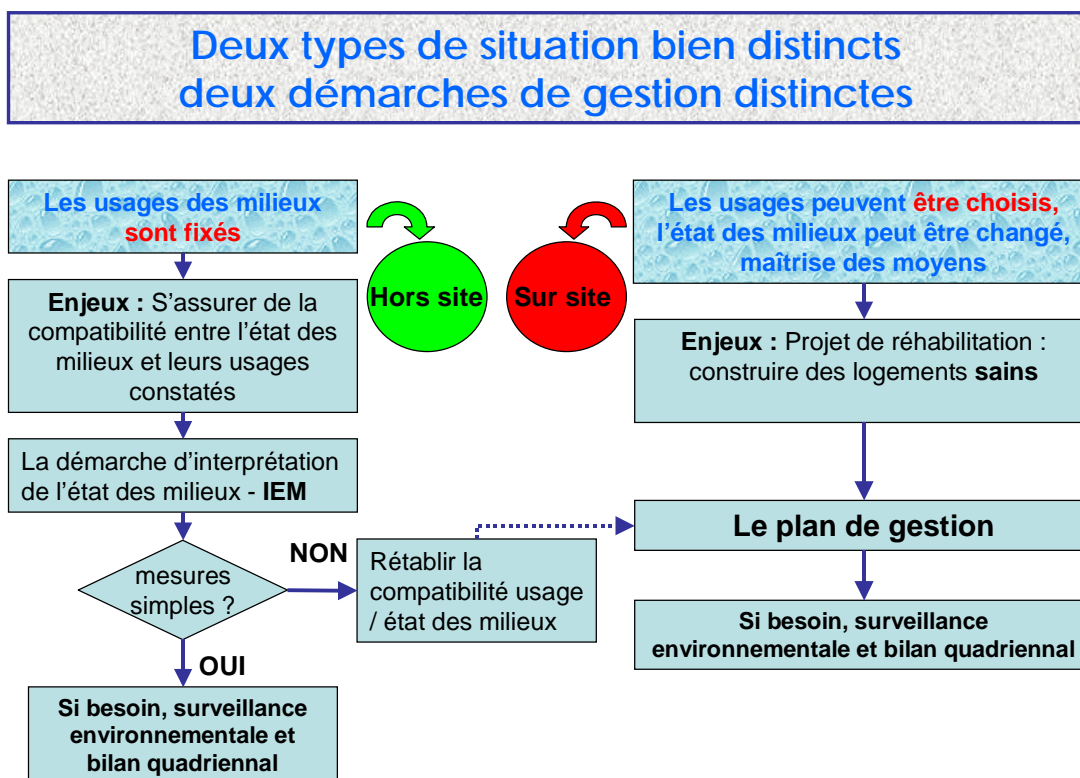 Deux types de situation bien distincts
deux démarches de gestion distinctes
Les usages des milieux
sont fixés
Enjeux : S’assurer de la
compatibilité entre l’état des
milieux et leurs usages
constatés
La démarche d’interprétation
de l’état des milieux - IEM
mesures
simples ?
NON
Rétablir la
compatibilité usage
/ état des milieux
OUI
Si besoin, surveillance
environnementale et
bilan quadriennal
Hors site
Sur site
Les usages peuvent être choisis,
l’état des milieux peut être changé,
maîtrise des moyens
Enjeux : Projet de réhabilitation :
construire des logements sains
Le plan de gestion
Si besoin, surveillance
environnementale et bilan quadriennal